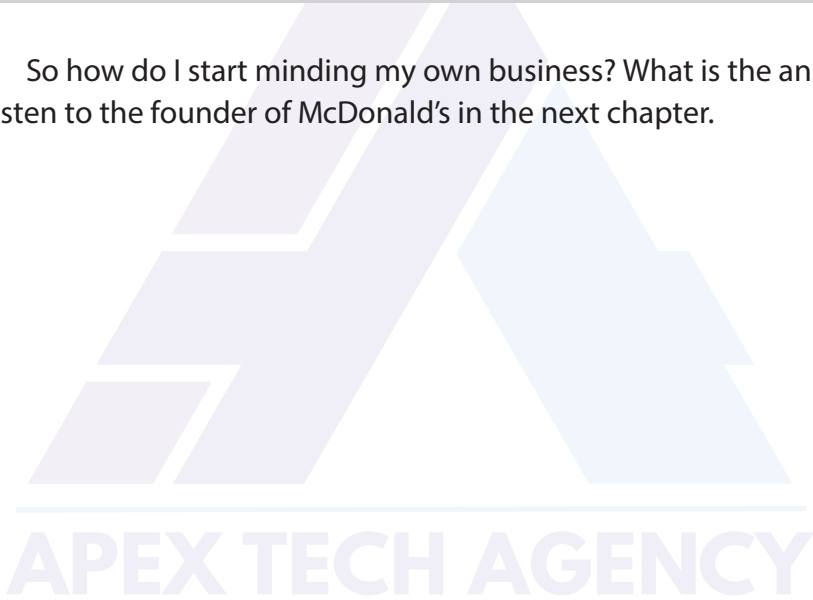 So how do I start minding my own business? What is the an
sten to the founder of McDonald’s in the next chapter.
APEX TECH AGENCY